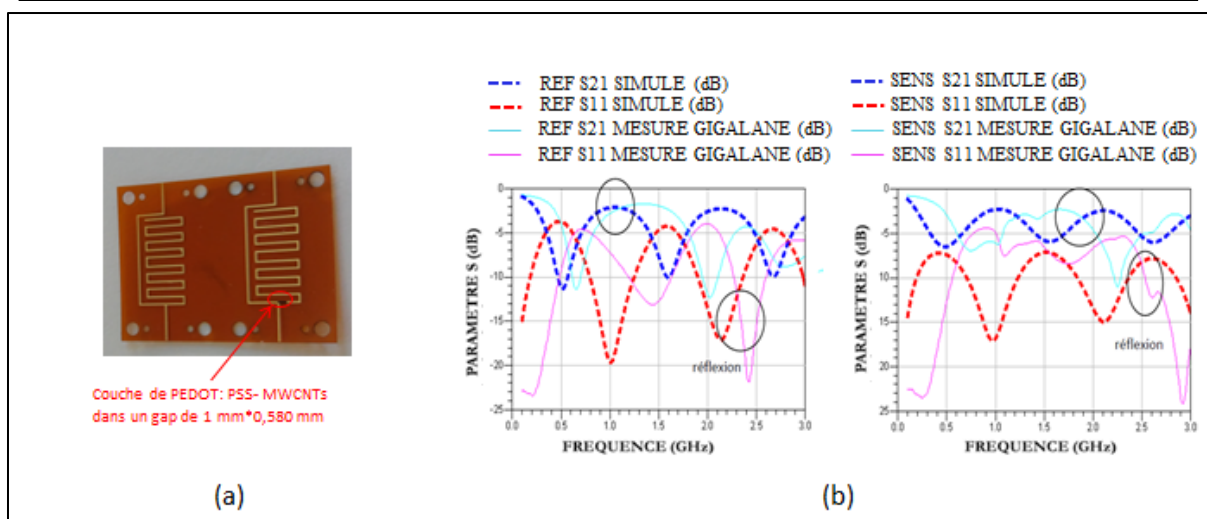 Couche de PEDOT: PSS- MWCNTs
dans un gap de 1 mm*0,580 mm
(a)
REF S21 SIMULE (dB)
REF S11 SIMULE (dB)
REF S21 MESURE GIGALANE (dB)
REF S11 MESURE GIGALANE (dB)
PARAMETRE S (dB)
0
-5
-10
-15
-20
-25
réflexion
0.0 0.5 1.0 1.5 2.0 2.5 3.0
FREQUENCE (GHz)
SENS S21 SIMULE (dB)
SENS S11 SIMULE (dB)
SENS S21 MESURE GIGALANE (dB)
SENS S11 MESURE GIGALANE (dB)
PARAMETRE S (dB)
0
-5
10
15
20
25
réflexion
0.0 0.5 1.0 1.5 2.0 2.5 3.0
FREQUENCE (GHz)
(b)